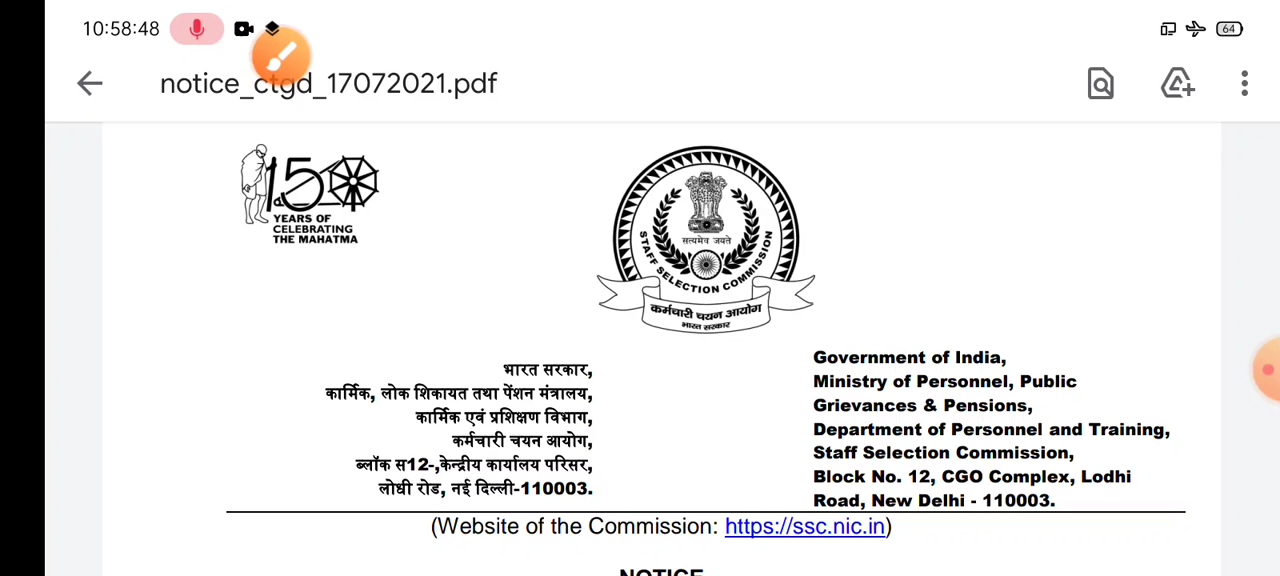 10:58:48
64
notice_ctgd_17072021.pdf
150
YEARS OF
CELEBRATING
THE MAHATMA
सत्यमेव जयते
STAFF SELECTION COMMISSION
कर्मचारी चयन आयोग
भारत सरकार
भारत सरकार,
कार्मिक, लोक शिकायत तथा पेंशन मंत्रालय,
कार्मिक एवं प्रशिक्षण विभाग,
कर्मचारी चयन आयोग,
ब्लॉक स12-,केन्द्रीय कार्यालय परिसर,
लोधी रोड, नई दिल्ली-110003.
Government of India,
Ministry of Personnel, Public
Grievances & Pensions,
Department of Personnel and Training,
Staff Selection Commission,
Block No. 12, CGO Complex, Lodhi
Road, New Delhi - 110003.
(Website of the Commission: https://ssc.nic.in)
NOTICE